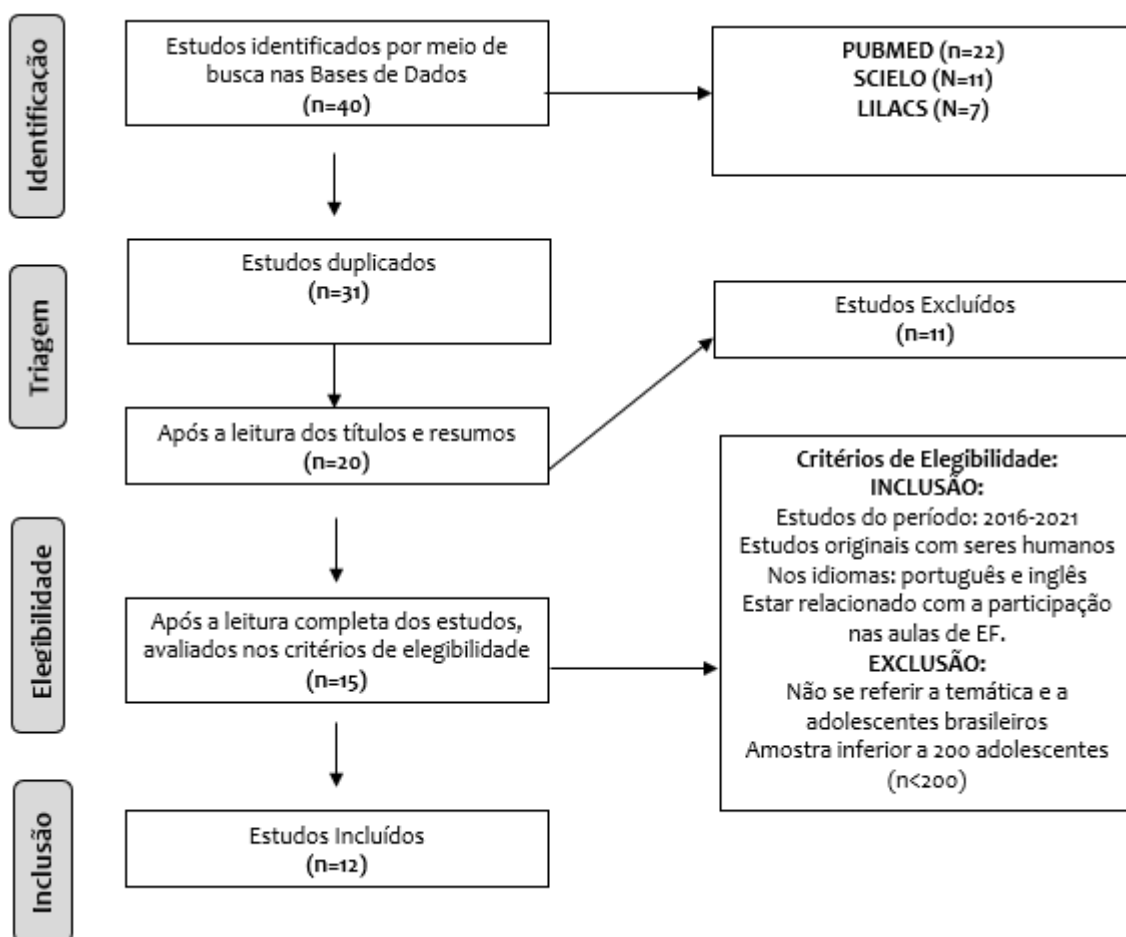 Identificação
Estudos identificados por meio de
busca nas Bases de Dados
(n=40)
PUBMED (n=22)
SCIELO (N=11)
LILACS (N=7)
Triagem
Estudos duplicados
(n=31)
Estudos Excluídos
(n=11)
Após a leitura dos títulos e resumos
(n=20)
Elegibilidade
Após a leitura completa dos estudos,
avaliados nos critérios de elegibilidade
(n=15)
Critérios de Elegibilidade:
INCLUSÃO:
Estudos do período: 2016-2021
Estudos originais com seres humanos
Nos idiomas: português e inglês
Estar relacionado com a participação
nas aulas de EF.
EXCLUSÃO:
Não se referir a temática e a
adolescentes brasileiros
Amostra inferior a 200 adolescentes
(n<200)
Inclusão
Estudos Incluídos
(n=12)